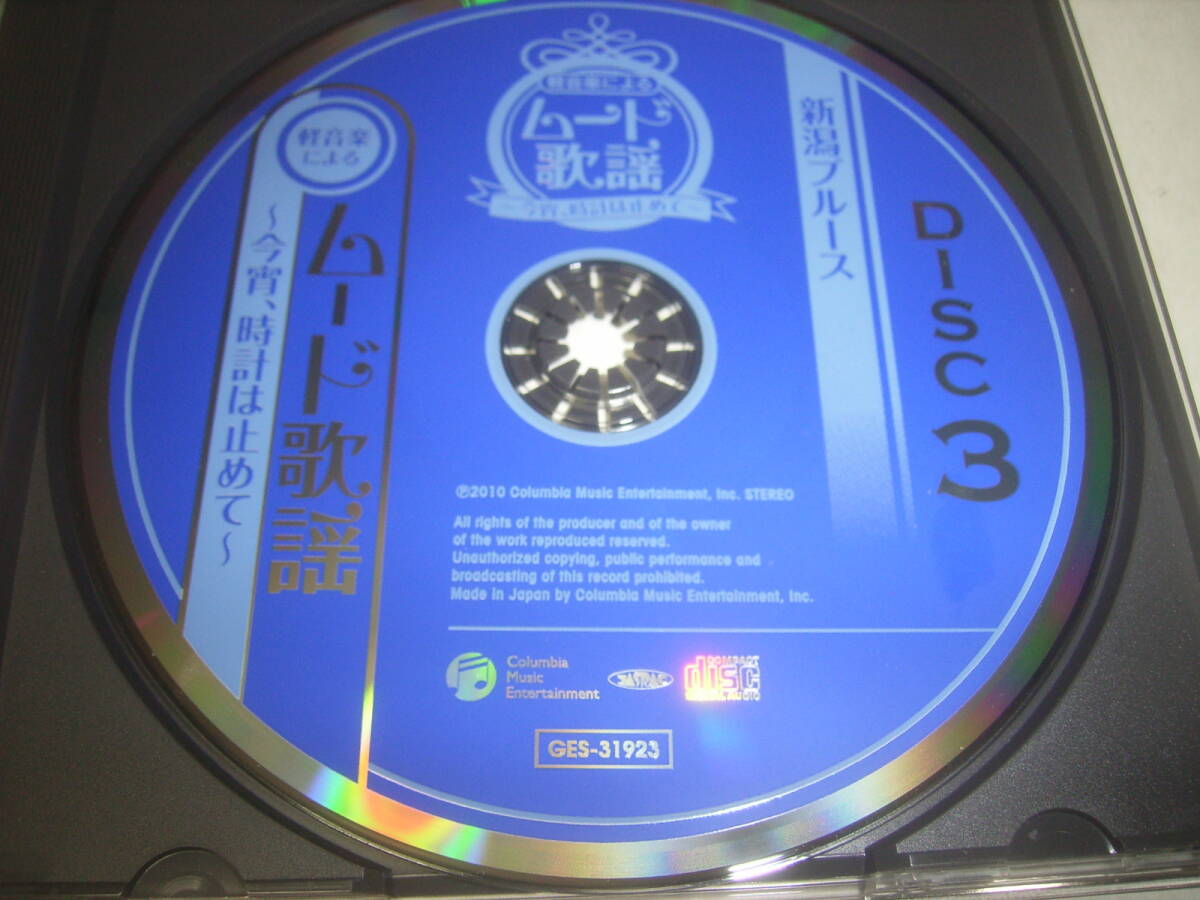 軽音楽による
ムード
歌謡
～今宵、時計は止めて～
軽音楽
による
ムード歌謡
～今宵、時計は止めて～
新潟ブルース
DISC 3
℗2010 Columbia Music Entertainment, Inc. STEREO
All rights of the producer and of the owner
of the work reproduced reserved.
Unauthorized copying, public performance and
broadcasting of this record prohibited.
Made in Japan by Columbia Music Entertainment, Inc.
Columbia
Music
Entertainment
JASRAC
COMPACT
disc
DIGITAL AUDIO
GES-31923